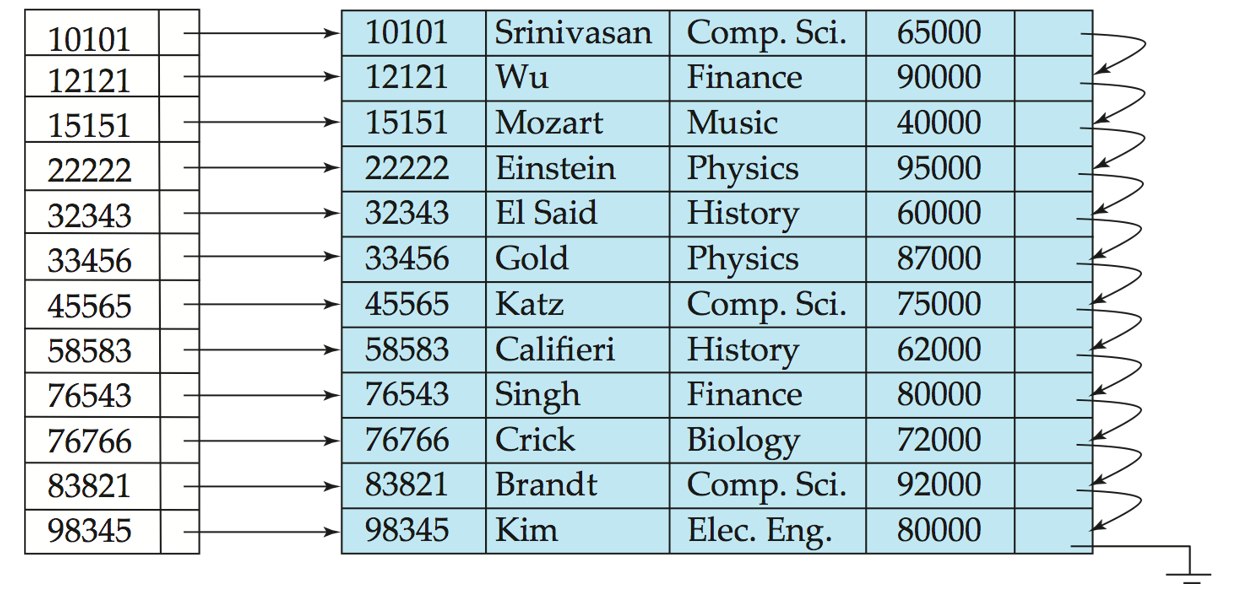 10101 10101 Srinivasan Comp. Sci. 65000
12121 12121 Wu Finance 90000
15151 15151 Mozart Music 40000
22222 22222 Einstein Physics 95000
32343 32343 El Said History 60000
33456 33456 Gold Physics 87000
45565 45565 Katz Comp. Sci. 75000
58583 58583 Califieri History 62000
76543 76543 Singh Finance 80000
76766 76766 Crick Biology 72000
83821 83821 Brandt Comp. Sci. 92000
98345 98345 Kim Elec. Eng. 80000